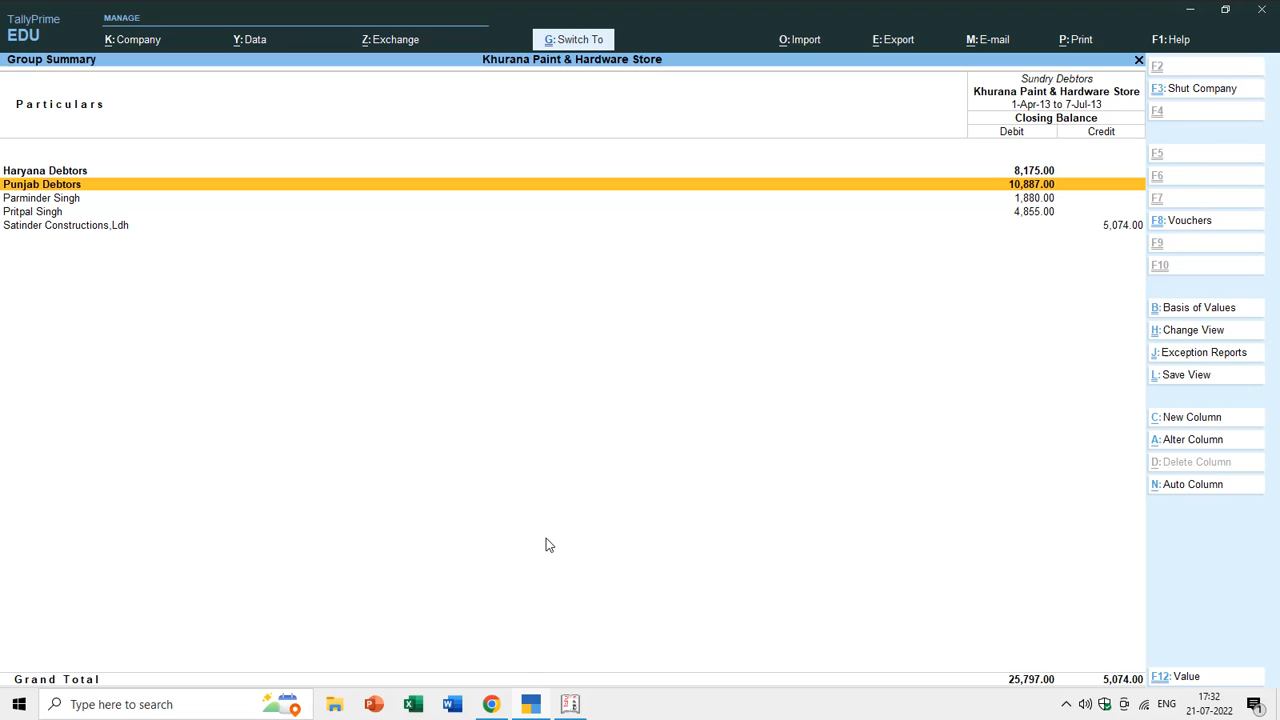 TallyPrime
EDU
MANAGE
K: Company
Y: Data
Z: Exchange
G: Switch To
O: Import
E: Export
M: E-mail
P: Print
F1: Help
Group Summary
Khurana Paint & Hardware Store
Particulars
Sundry Debtors
Khurana Paint & Hardware Store
1-Apr-13 to 7-Jul-13
Closing Balance
Debit Credit
Haryana Debtors 8,175.00
Punjab Debtors 10,887.00
Parminder Singh 1,880.00
Pritpal Singh 4,855.00
Satinder Constructions,Ldh 5,074.00
Grand Total 25,797.00 5,074.00
F2
F3: Shut Company
F4
F5
F6
F7
F8: Vouchers
F9
F10
B: Basis of Values
H: Change View
J: Exception Reports
L: Save View
C: New Column
A: Alter Column
D: Delete Column
N: Auto Column
F12: Value
Type here to search
17:32
21-07-2022
1